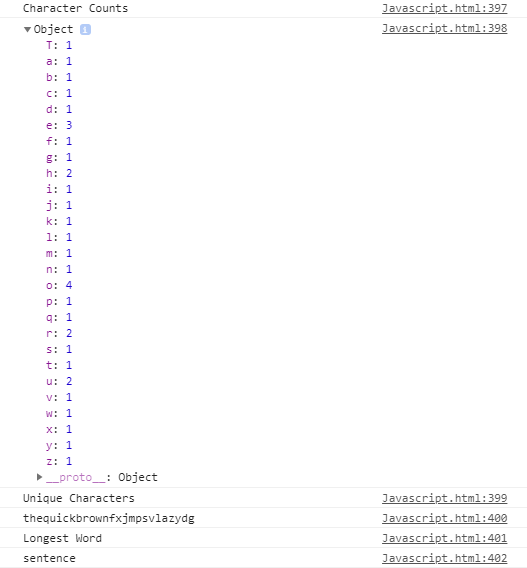 Character Counts Javascript.html:397
Object i Javascript.html:398
T: 1
a: 1
b: 1
c: 1
d: 1
e: 3
f: 1
g: 1
h: 2
i: 1
j: 1
k: 1
l: 1
m: 1
n: 1
o: 4
p: 1
q: 1
r: 2
s: 1
t: 1
u: 2
v: 1
w: 1
x: 1
y: 1
z: 1
__proto__: Object
Unique Characters Javascript.html:399
thequickbrownfxjmpsvlazydg Javascript.html:400
Longest Word Javascript.html:401
sentence Javascript.html:402